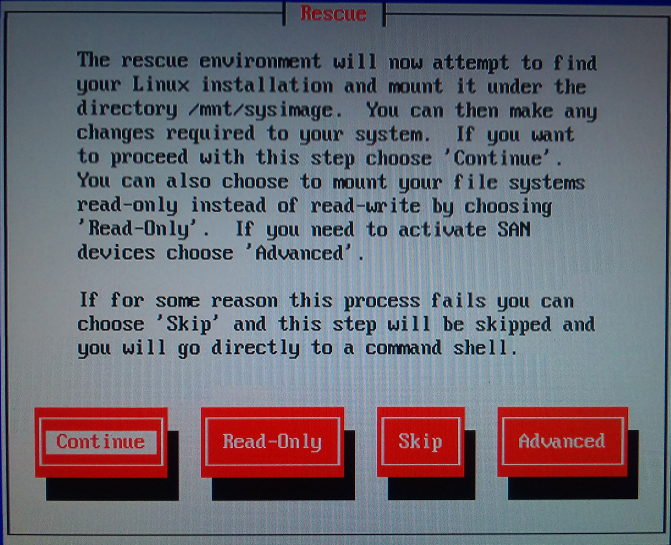 Rescue
The rescue environment will now attempt to find
your Linux installation and mount it under the
directory /mnt/sysimage. You can then make any
changes required to your system. If you want
to proceed with this step choose 'Continue'.
You can also choose to mount your file systems
read-only instead of read-write by choosing
'Read-Only'. If you need to activate SAN
devices choose 'Advanced'.
If for some reason this process fails you can
choose 'Skip' and this step will be skipped and
you will go directly to a command shell.
Continue Read-Only Skip Advanced